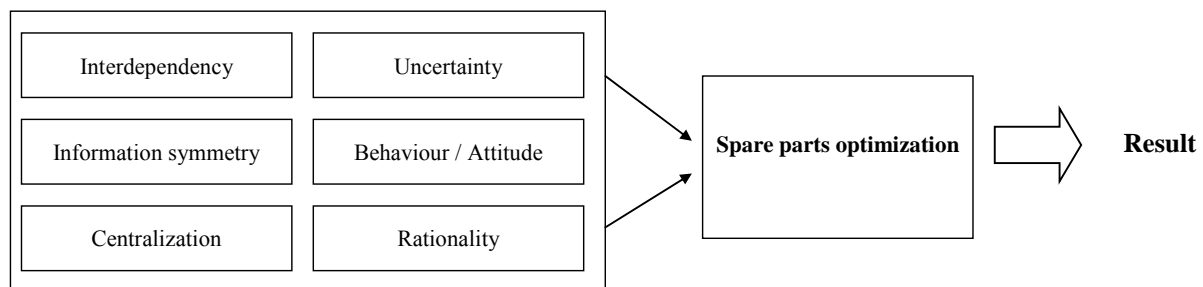 Interdependency
Uncertainty
Information symmetry
Behaviour / Attitude
Centralization
Rationality
Spare parts optimization
Result